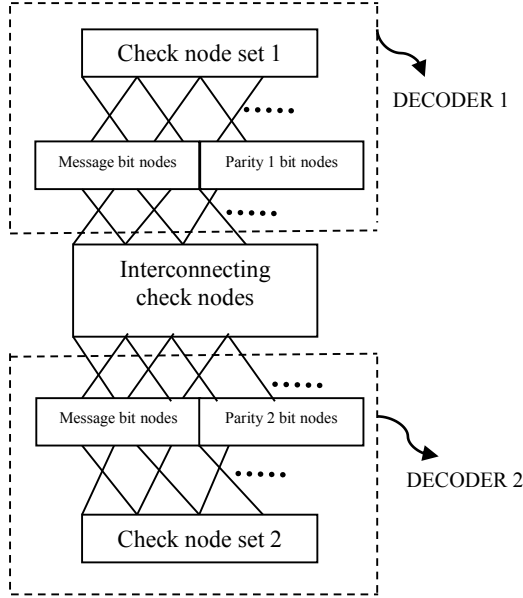 Check node set 1
DECODER 1
Message bit nodes
Parity 1 bit nodes
Interconnecting
check nodes
Message bit nodes
Parity 2 bit nodes
DECODER 2
Check node set 2